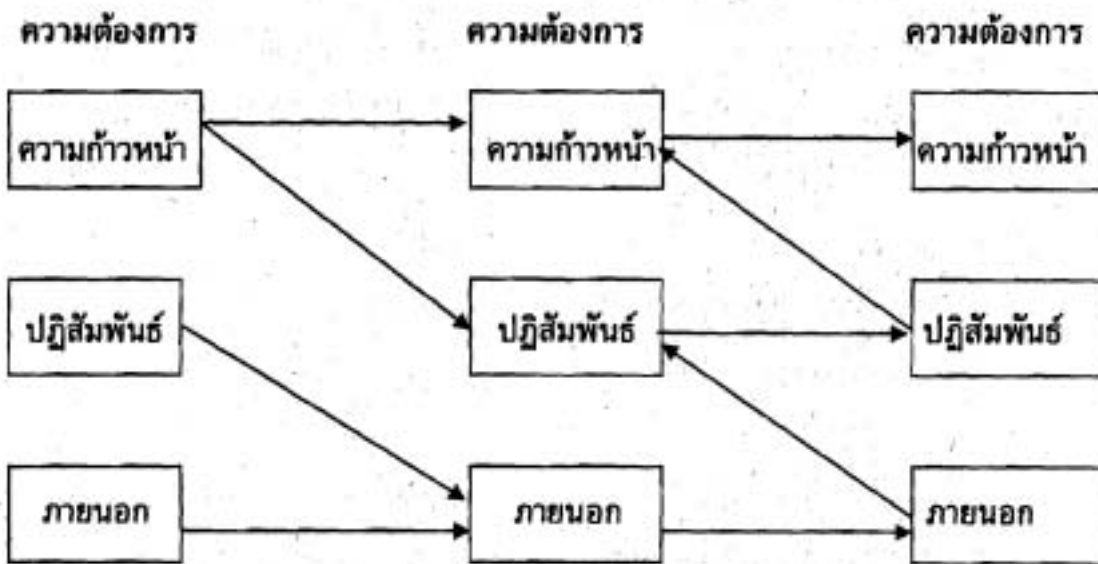 ความต้องการ ความต้องการ ความต้องการ
ความก้าวหน้า ความก้าวหน้า ความก้าวหน้า
ปฏิสัมพันธ์ ปฏิสัมพันธ์ ปฏิสัมพันธ์
ภายนอก ภายนอก ภายนอก